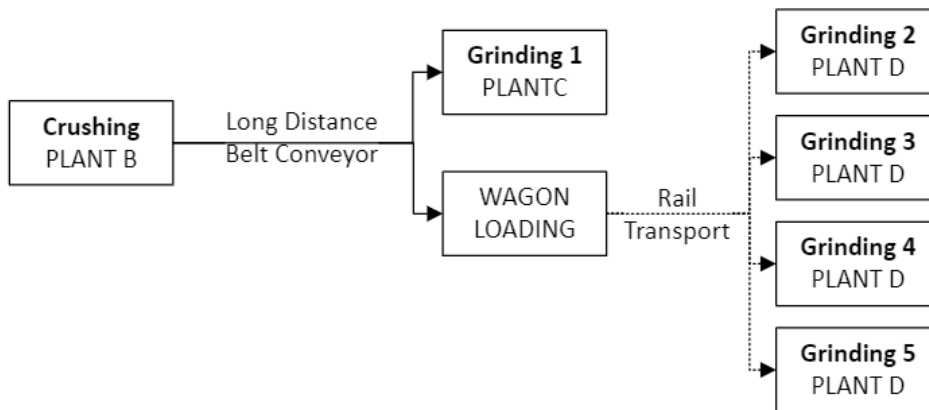 Crushing
PLANT B
Long Distance
Belt Conveyor
Grinding 1
PLANTC
WAGON
LOADING
Rail
Transport
Grinding 2
PLANT D
Grinding 3
PLANT D
Grinding 4
PLANT D
Grinding 5
PLANT D